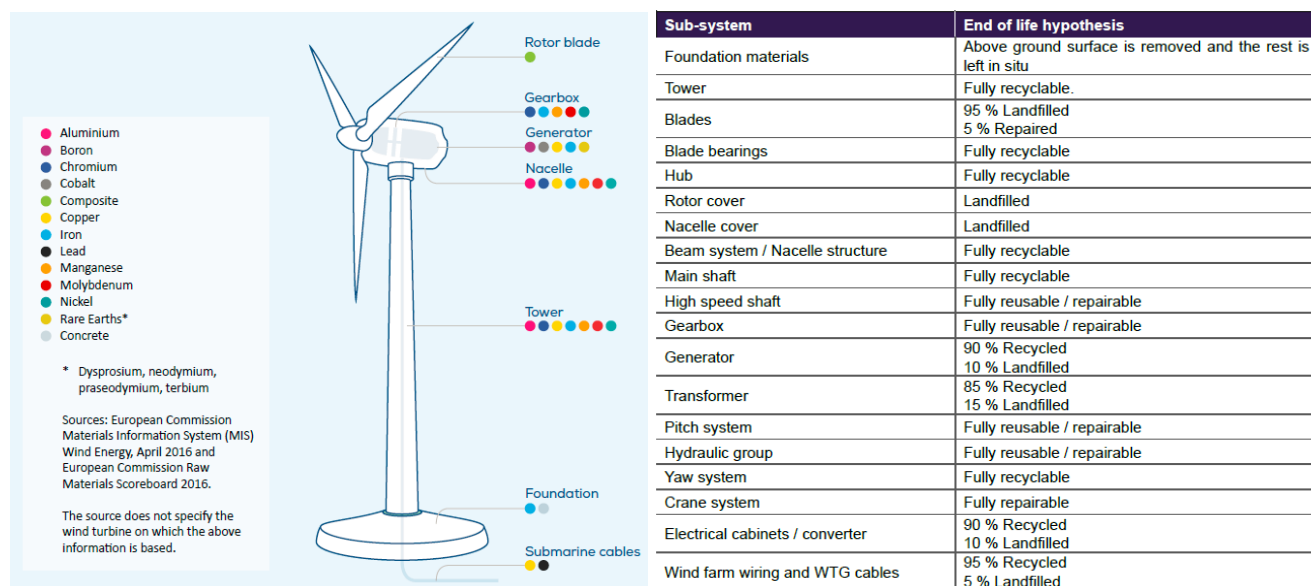 Rotor blade
Gearbox
Generator
Nacelle
Tower
Foundation
Submarine cables
Aluminium
Boron
Chromium
Cobalt
Composite
Copper
Iron
Lead
Manganese
Molybdenum
Nickel
Rare Earths*
Concrete
* Dysprosium, neodymium,
praseodymium, terbium
Sources: European Commission
Materials Information System (MIS)
Wind Energy, April 2016 and
European Commission Raw
Materials Scoreboard 2016.
The source does not specify the
wind turbine on which the above
information is based.
Sub-system End of life hypothesis
Foundation materials Above ground surface is removed and the rest is
left in situ
Tower Fully recyclable.
Blades 95 % Landfilled
5 % Repaired
Blade bearings Fully recyclable
Hub Fully recyclable
Rotor cover Landfilled
Nacelle cover Landfilled
Beam system / Nacelle structure Fully recyclable
Main shaft Fully recyclable
High speed shaft Fully reusable / repairable
Gearbox Fully reusable / repairable
Generator 90 % Recycled
10 % Landfilled
Transformer 85 % Recycled
15 % Landfilled
Pitch system Fully reusable / repairable
Hydraulic group Fully reusable / repairable
Yaw system Fully recyclable
Crane system Fully repairable
Electrical cabinets / converter 90 % Recycled
10 % Landfilled
Wind farm wiring and WTG cables 95 % Recycled
5 % Landfilled